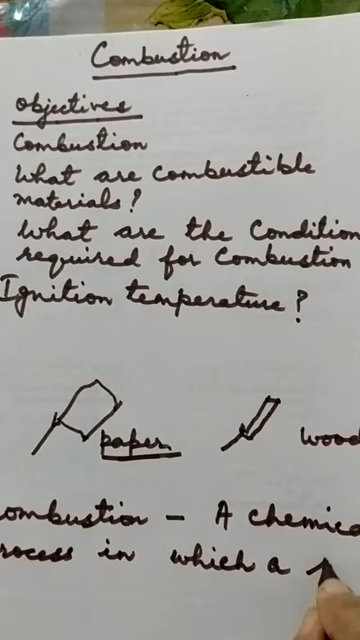 Combustion
Objectives
Combustion
What are combustible
materials?
What are the Condition
required for Combustion
Ignition temperature?
paper
wood
ombustion - A chemica
rocess in which a